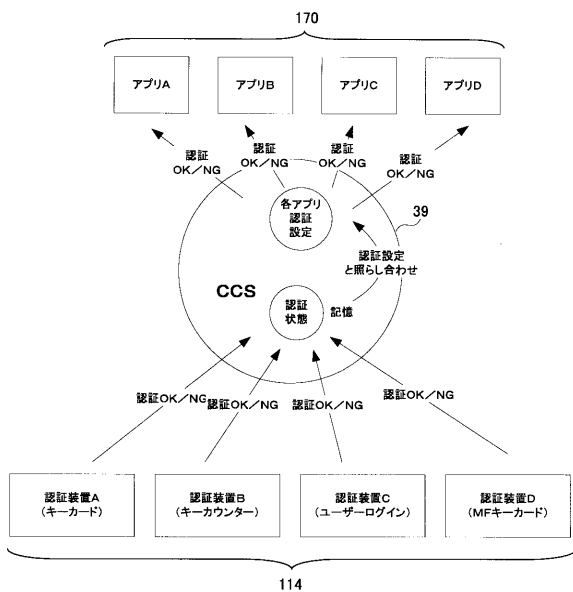 170
アプリA
アプリB
アプリC
アプリD
認証
OK/NG
認証
OK/NG
認証
OK/NG
認証
OK/NG
各アプリ
認証
設定
39
認証設定
と照らし合わせ
CCS
認証
状態
記憶
認証OK/NG
認証OK/NG
認証OK/NG
認証OK/NG
認証装置A
(キーカード)
認証装置B
(キーカウンター)
認証装置C
(ユーザーログイン)
認証装置D
(MFキーカード)
114